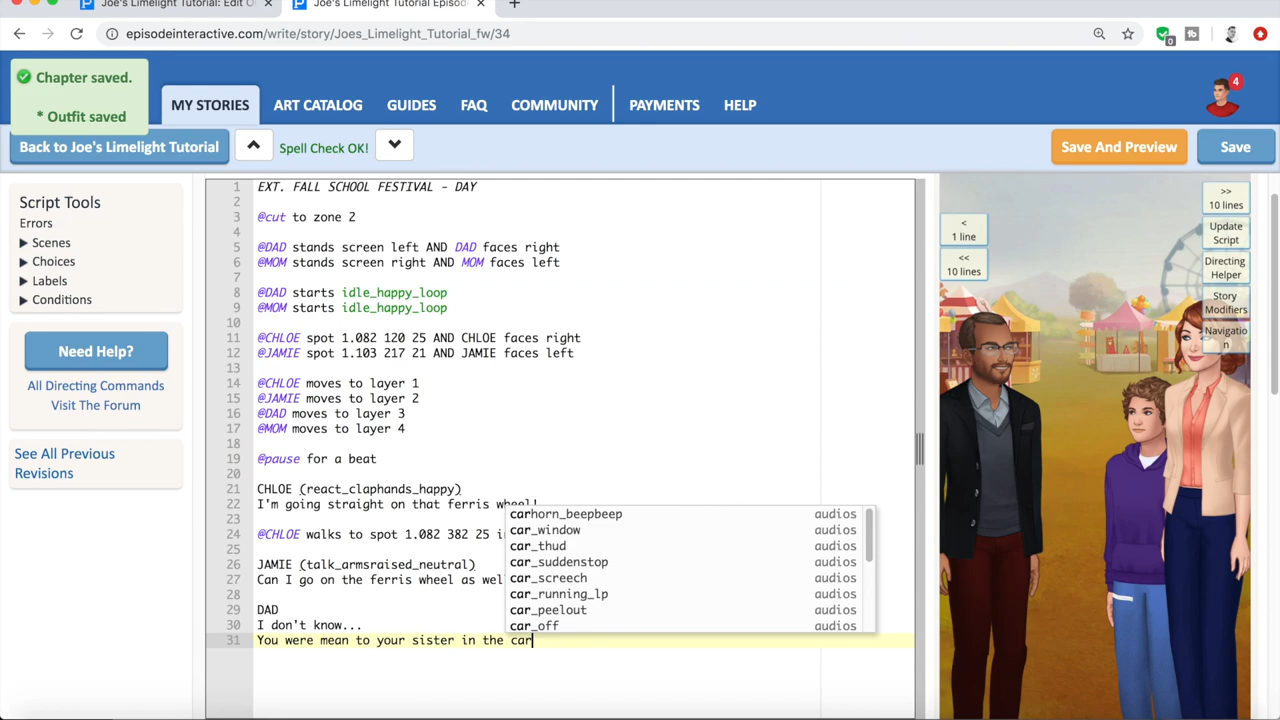 Joe's Limelight Tutorial: Edit O
Joe's Limelight Tutorial Episod
episodeinteractive.com/write/story/Joes_Limelight_Tutorial_fw/34
0
Chapter saved.
* Outfit saved
MY STORIES
ART CATALOG
GUIDES
FAQ
COMMUNITY
PAYMENTS
HELP
4
Back to Joe's Limelight Tutorial
Spell Check OK!
Save And Preview
Save
Script Tools
Errors
Scenes
Choices
Labels
Conditions
Need Help?
All Directing Commands
Visit The Forum
See All Previous
Revisions
1 EXT. FALL SCHOOL FESTIVAL - DAY
2
3 @cut to zone 2
4
5 @DAD stands screen left AND DAD faces right
6 @MOM stands screen right AND MOM faces left
7
8 @DAD starts idle_happy_loop
9 @MOM starts idle_happy_loop
10
11 @CHLOE spot 1.082 120 25 AND CHLOE faces right
12 @JAMIE spot 1.103 217 21 AND JAMIE faces left
13
14 @CHLOE moves to layer 1
15 @JAMIE moves to layer 2
16 @DAD moves to layer 3
17 @MOM moves to layer 4
18
19 @pause for a beat
20
21 CHLOE (react_claphands_happy)
22 I'm going straight on that ferris wheel!
23
24 @CHLOE walks to spot 1.082 382 25 i
25
26 JAMIE (talk_armsraised_neutral)
27 Can I go on the ferris wheel as wel
28
29 DAD
30 I don't know...
31 You were mean to your sister in the car
carhorn_beepbeep audios
car_window audios
car_thud audios
car_suddenstop audios
car_screech audios
car_running_lp audios
car_peelout audios
car_off audios
<
1 line
<<
10 lines
>>
10 lines
Update
Script
Directing
Helper
Story
Modifiers
Navigatio
n